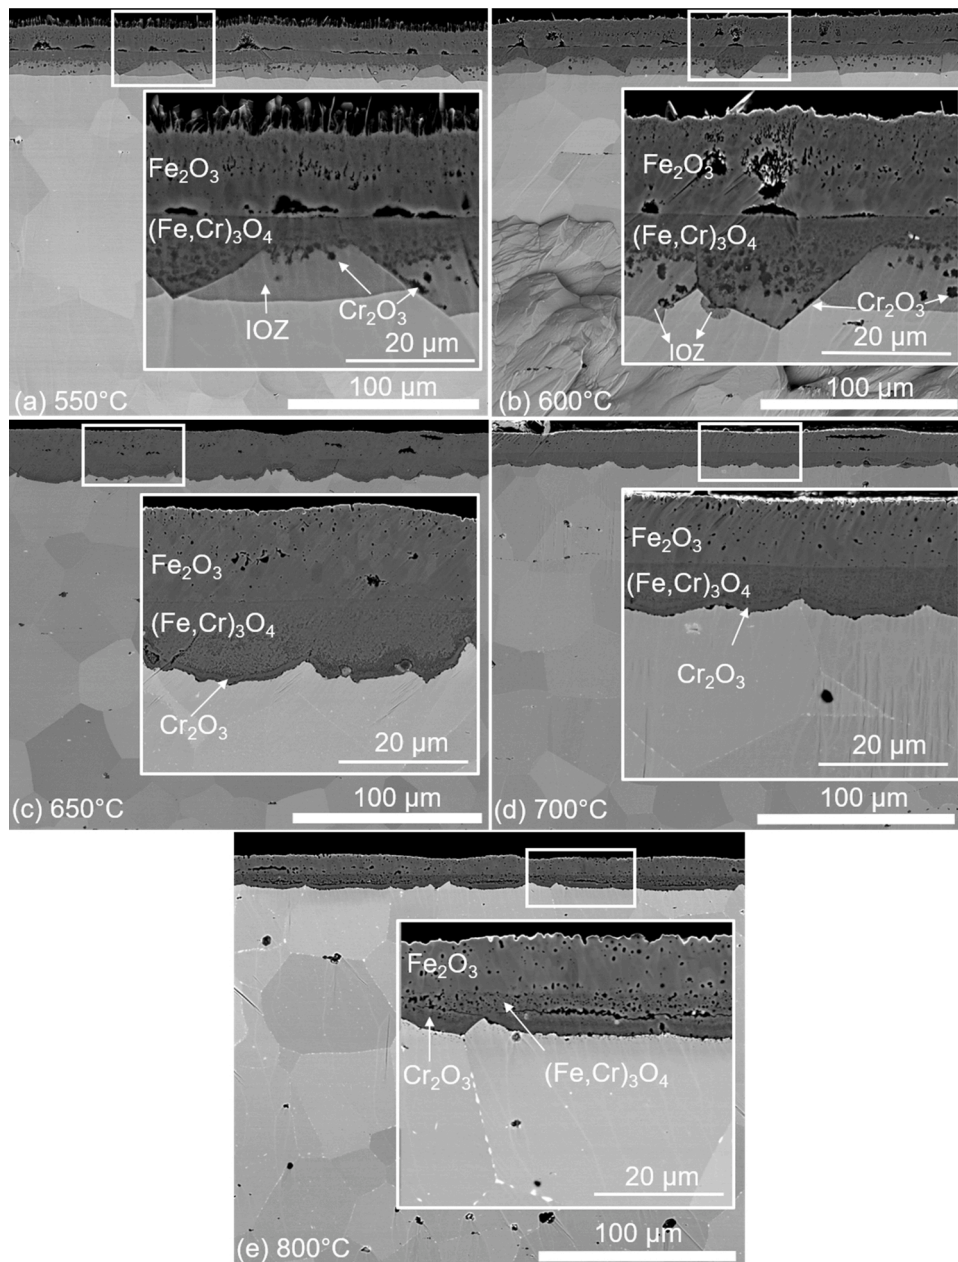 Fe₂O₃
(Fe,Cr)₃O₄
Cr₂O₃
IOZ
20 µm
100 µm
(a) 550°C
Fe₂O₃
(Fe,Cr)₃O₄
Cr₂O₃
IOZ
20 µm
100 µm
(b) 600°C
Fe₂O₃
(Fe,Cr)₃O₄
Cr₂O₃
20 µm
100 µm
(c) 650°C
Fe₂O₃
(Fe,Cr)₃O₄
Cr₂O₃
20 µm
100 µm
(d) 700°C
Fe₂O₃
Cr₂O₃
(Fe,Cr)₃O₄
20 µm
100 µm
(e) 800°C